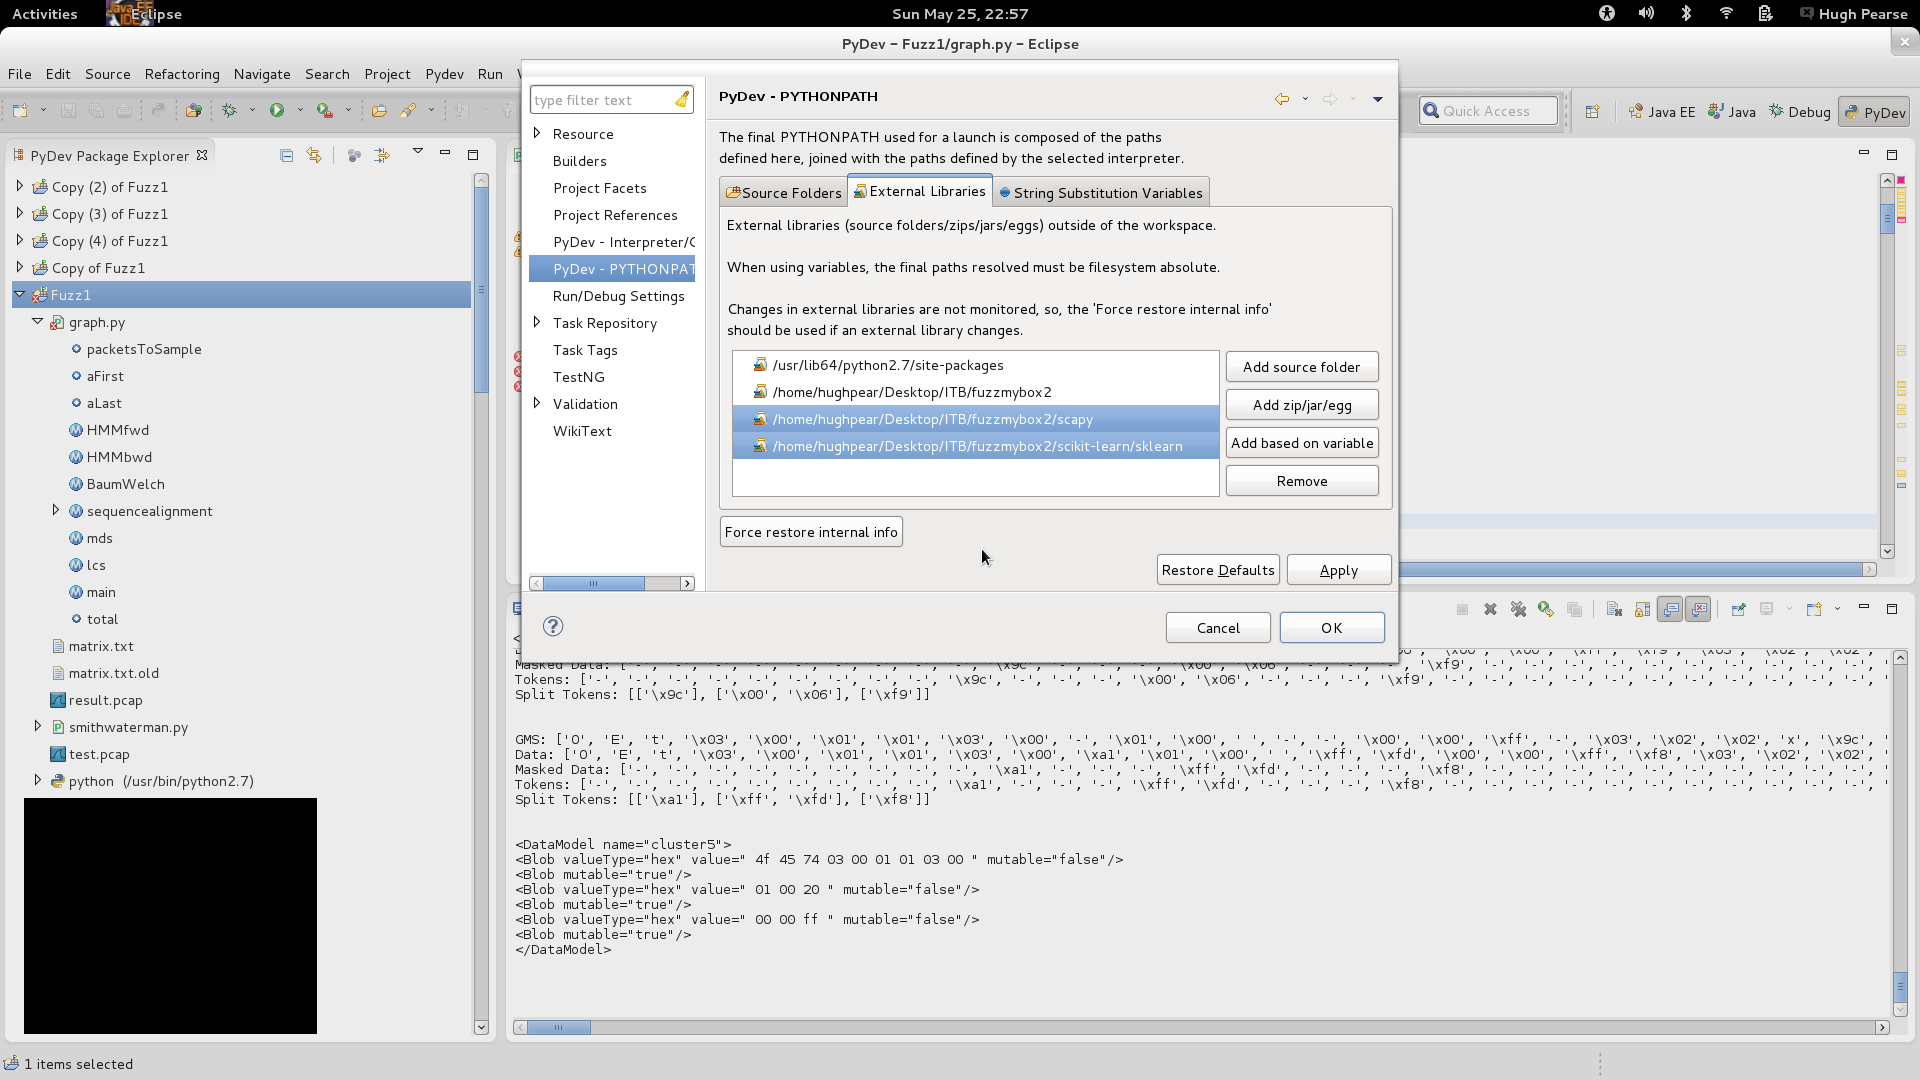 Activities
Eclipse
Sun May 25, 22:57
Hugh Pearse
PyDev - Fuzz1/graph.py - Eclipse
File Edit Source Refactoring Navigate Search Project Pydev Run
Quick Access
Java EE
Java
Debug
PyDev
PyDev Package Explorer
Copy (2) of Fuzz1
Copy (3) of Fuzz1
Copy (4) of Fuzz1
Copy of Fuzz1
Fuzz1
graph.py
packetsToSample
aFirst
aLast
HMMfwd
HMMbwd
BaumWelch
sequencealignment
mds
lcs
main
total
matrix.txt
matrix.txt.old
result.pcap
smithwaterman.py
test.pcap
python (/usr/bin/python2.7)
1 items selected
type filter text
Resource
Builders
Project Facets
Project References
PyDev - Interpreter/
PyDev - PYTHONPAT
Run/Debug Settings
Task Repository
Task Tags
TestNG
Validation
WikiText
PyDev - PYTHONPATH
The final PYTHONPATH used for a launch is composed of the paths
defined here, joined with the paths defined by the selected interpreter.
Source Folders
External Libraries
String Substitution Variables
External libraries (source folders/zips/jars/eggs) outside of the workspace.
When using variables, the final paths resolved must be filesystem absolute.
Changes in external libraries are not monitored, so, the 'Force restore internal info'
should be used if an external library changes.
/usr/lib64/python2.7/site-packages
/home/hughpear/Desktop/ITB/fuzzmybox2
/home/hughpear/Desktop/ITB/fuzzmybox2/scapy
/home/hughpear/Desktop/ITB/fuzzmybox2/scikit-learn/sklearn
Add source folder
Add zip/jar/egg
Add based on variable
Remove
Force restore internal info
Restore Defaults
Apply
Cancel
OK
Masked Data: ['-', '-', '-', '-', '-', '-', '-', '-', '-', '\x9c', '-', '-', '-', '\x00', '\x06', '-', '-', '-', '\xf9', '-', '-', '-', '-', '-', '-', '-', '-', '-', '-', '
Tokens: ['-', '-', '-', '-', '-', '-', '-', '-', '-', '\x9c', '-', '-', '\x00', '\x06', '-', '-', '-', '\xf9', '-', '-', '-', '-', '-', '-', '-', '-', '-', '-', '
Split Tokens: [['\x9c'], ['\x00', '\x06'], ['\xf9']]
GMS: ['O', 'E', 't', '\x03', '\x00', '\x01', '\x01', '\x03', '\x00', '-', '\x01', '\x00', ' ', '-', '-', '\x00', '\x00', '\xff', '-', '\x03', '\x02', '\x02', 'x', '\x9c', '
Data: ['O', 'E', 't', '\x03', '\x00', '\x01', '\x01', '\x03', '\x00', '\xa1', '\x01', '\x00', ' ', '\xff', '\xfd', '\x00', '\x00', '\xff', '\xf8', '\x03', '\x02', '\x02', '
Masked Data: ['-', '-', '-', '-', '-', '-', '-', '-', '-', '\xa1', '-', '-', '-', '\xff', '\xfd', '-', '-', '-', '\xf8', '-', '-', '-', '-', '-', '-', '-', '-', '-', '-', '
Tokens: ['-', '-', '-', '-', '-', '-', '-', '-', '-', '\xa1', '-', '-', '-', '\xff', '\xfd', '-', '-', '-', '\xf8', '-', '-', '-', '-', '-', '-', '-', '-', '-', '-', '
Split Tokens: [['\xa1'], ['\xff', '\xfd'], ['\xf8']]
<DataModel name="cluster5">
<Blob valueType="hex" value=" 4f 45 74 03 00 01 01 03 00 " mutable="false"/>
<Blob mutable="true"/>
<Blob valueType="hex" value=" 01 00 20 " mutable="false"/>
<Blob mutable="true"/>
<Blob valueType="hex" value=" 00 00 ff " mutable="false"/>
<Blob mutable="true"/>
</DataModel>